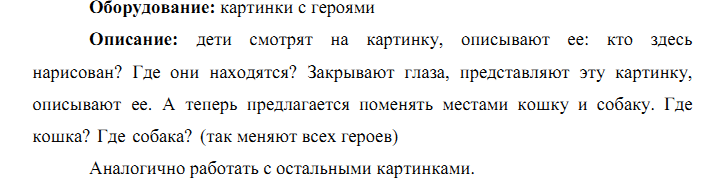 Оборудование: картинки с героями
Описание: дети смотрят на картинку, описывают ее: кто здесь
нарисован? Где они находятся? Закрывают глаза, представляют эту картинку,
описывают ее. А теперь предлагается поменять местами кошку и собаку. Где
кошка? Где собака? (так меняют всех героев)
Аналогично работать с остальными картинками.